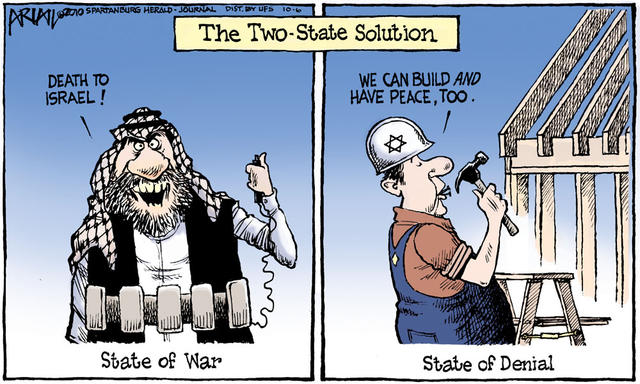 ARIAIL ©2010 SPARTANBURG HERALD-JOURNAL DIST. BY UFS 10-6
The Two-State Solution
DEATH TO
ISRAEL!
WE CAN BUILD AND
HAVE PEACE, TOO.
State of War
State of Denial